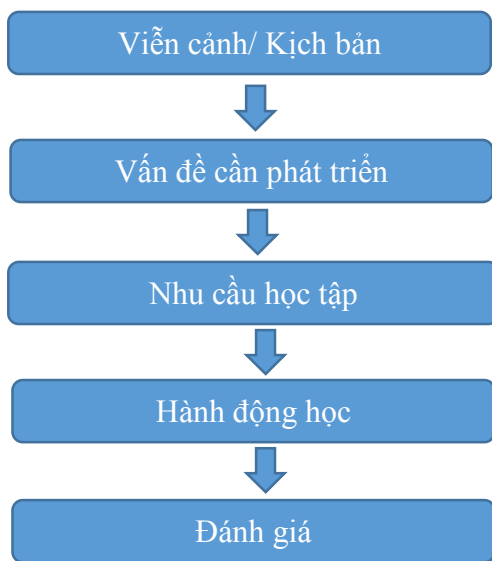 Viễn cảnh/ Kịch bản
Vấn đề cần phát triển
Nhu cầu học tập
Hành động học
Đánh giá